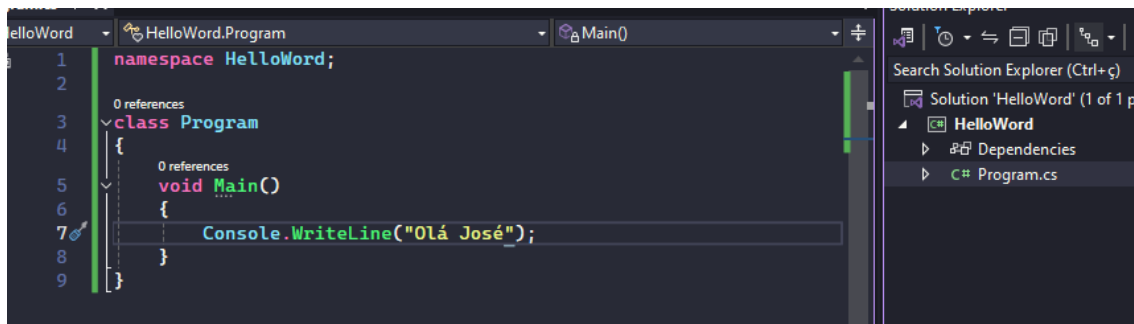 HelloWord.Program
Main()
1 namespace HelloWord;
2
0 references
3 class Program
4 {
0 references
5 void Main()
6 {
7 Console.WriteLine("Olá José");
8 }
9 }
Solution Explorer
Search Solution Explorer (Ctrl+ç)
Solution 'HelloWord' (1 of 1 p
HelloWord
Dependencies
C# Program.cs